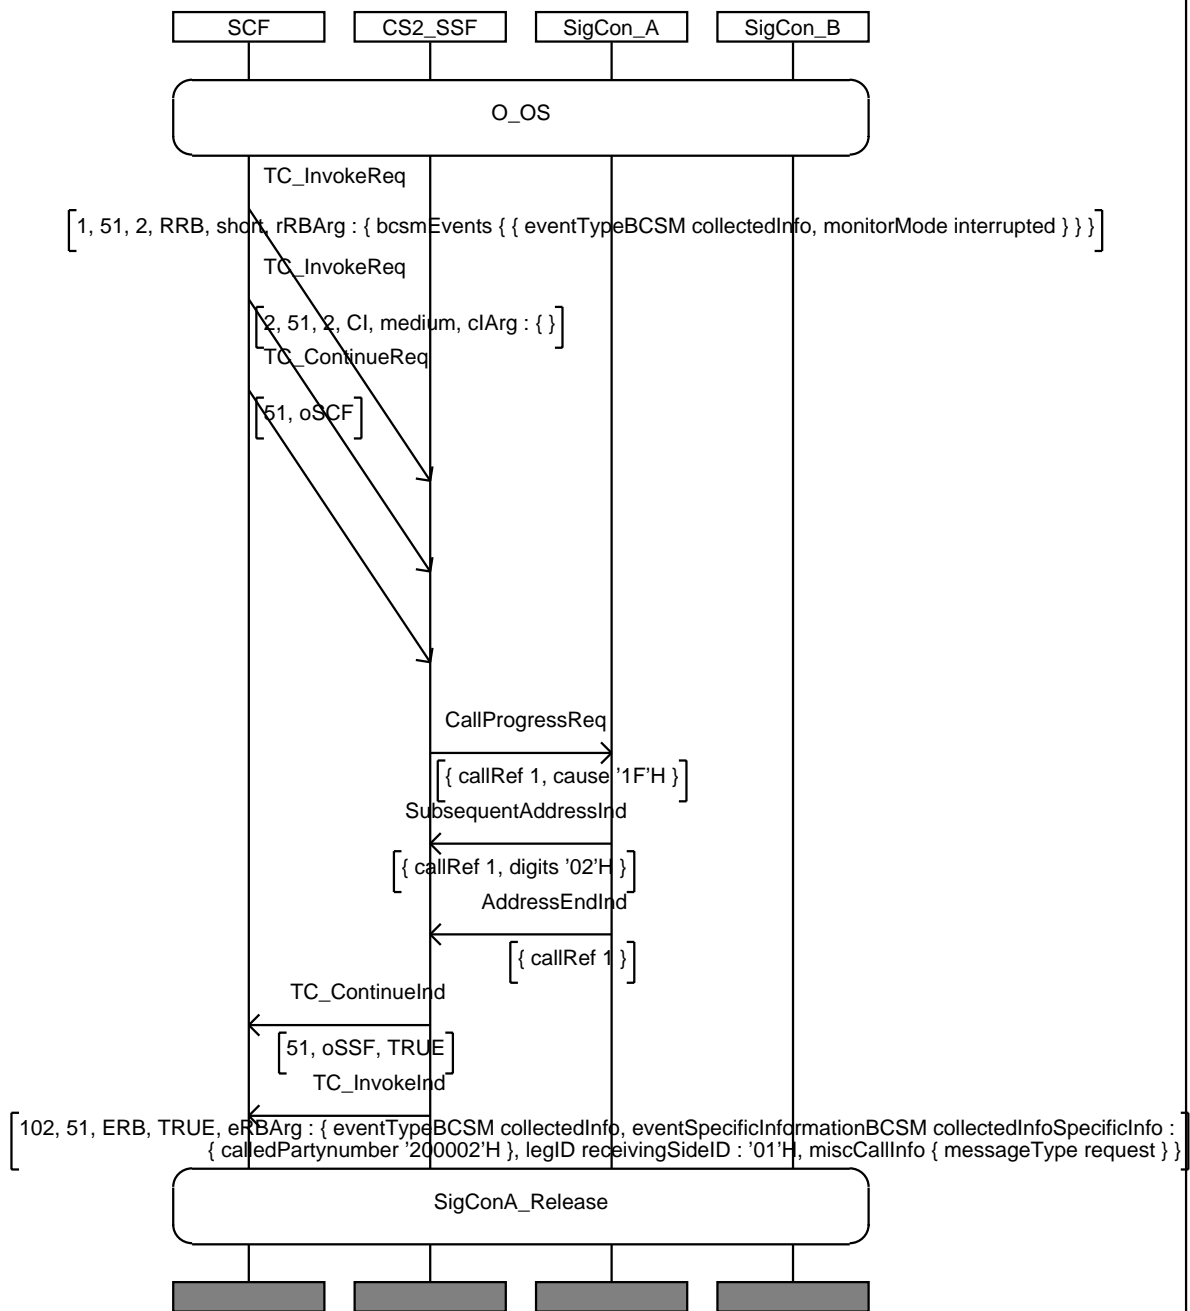 SCF CS2_SSF SigCon_A SigCon_B
O_OS
TC_InvokeReq
1, 51, 2, RRB, short, rRBArg : { bcsmEvents { { eventTypeBCSM collectedInfo, monitorMode interrupted } } }
TC_InvokeReq
2, 51, 2, CI, medium, cIArg : { }
TC_ContinueReq
51, oSCF
CallProgressReq
{ callRef 1, cause ’1F’H }
SubsequentAddressInd
{ callRef 1, digits ’02’H }
AddressEndInd
{ callRef 1 }
TC_ContinueInd
51, oSSF, TRUE
TC_InvokeInd
102, 51, ERB, TRUE, eRBArg : { eventTypeBCSM collectedInfo, eventSpecificInformationBCSM collectedInfoSpecificInfo :
{ calledPartynumber ’200002’H }, legID receivingSideID : ’01’H, miscCallInfo { messageType request } }
SigConA_Release